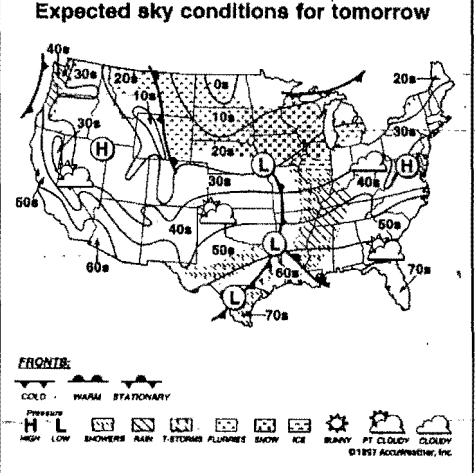 Expected sky conditions for tomorrow
40s
30s
20s
10s
0s
10s
20s
30s
20s
30s
H
L
H
40s
30s
60s
40s
50s
50s
60s
L
60s
70s
L
70s
FRONTS:
COLD WARM STATIONARY
Pressure
H L
HIGH LOW SHOWERS RAIN T-STORMS FLURRIES SNOW ICE SUNNY PT CLOUDY CLOUDY
©1997 AccuWeather, Inc.